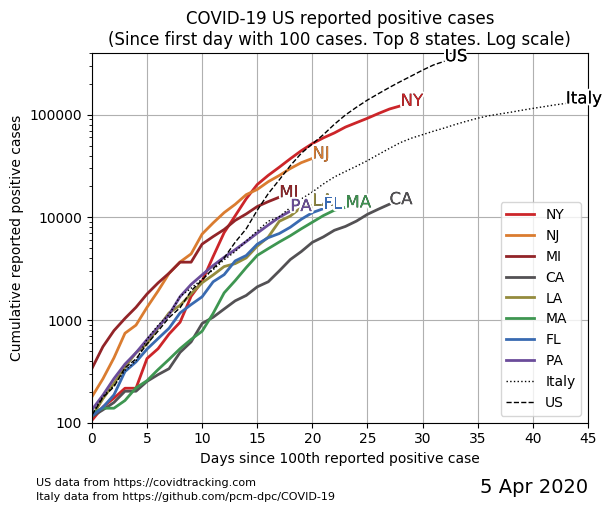 COVID-19 US reported positive cases
(Since first day with 100 cases. Top 8 states. Log scale)
Cumulative reported positive cases
100000
10000
1000
100
US
Italy
NY
NJ
MI
PA
LA
FL
MA
CA
NY
NJ
MI
CA
LA
MA
FL
PA
Italy
US
0 5 10 15 20 25 30 35 40 45
Days since 100th reported positive case
US data from https://covidtracking.com
Italy data from https://github.com/pcm-dpc/COVID-19
5 Apr 2020